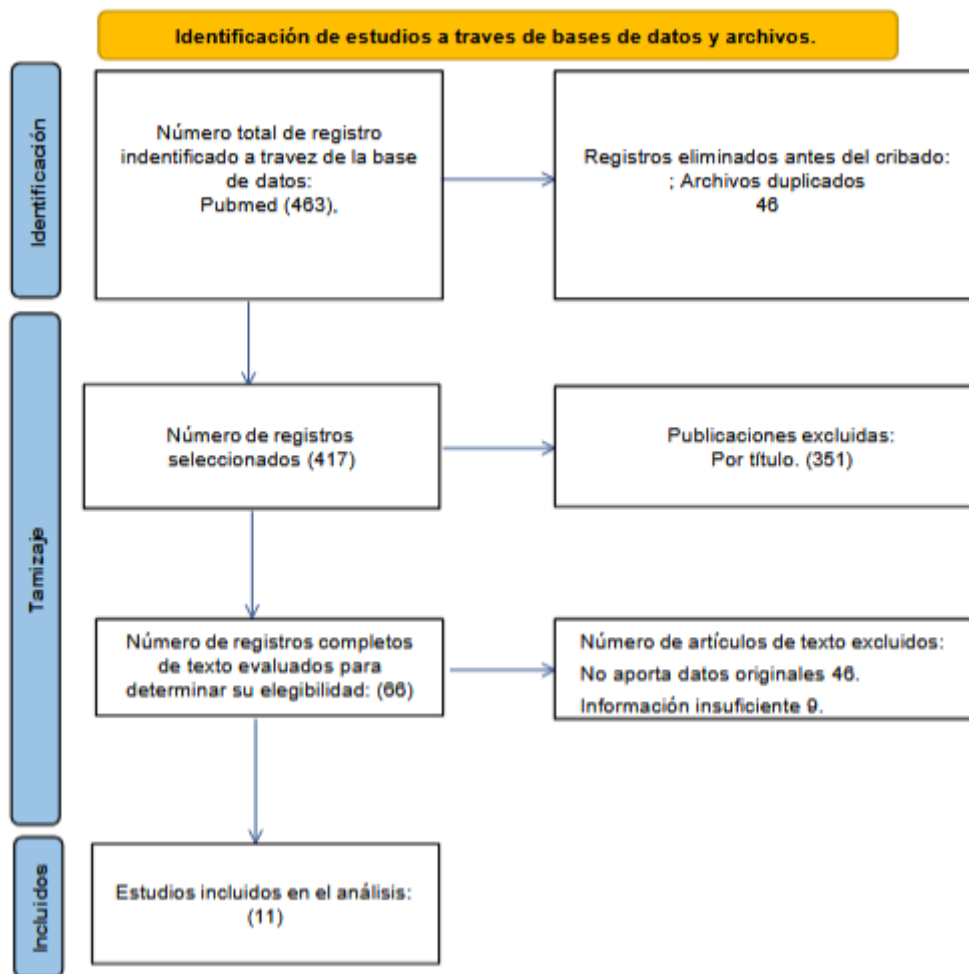 Identificación de estudios a traves de bases de datos y archivos.
Identificación
Número total de registro
indentificado a travez de la base
de datos:
Pubmed (463),
Registros eliminados antes del cribado:
; Archivos duplicados
46
Tamizaje
Número de registros
seleccionados (417)
Publicaciones excluidas:
Por título. (351)
Número de registros completos
de texto evaluados para
determinar su elegibilidad: (66)
Número de artículos de texto excluidos:
No aporta datos originales 46.
Información insuficiente 9.
Incluidos
Estudios incluidos en el análisis:
(11)